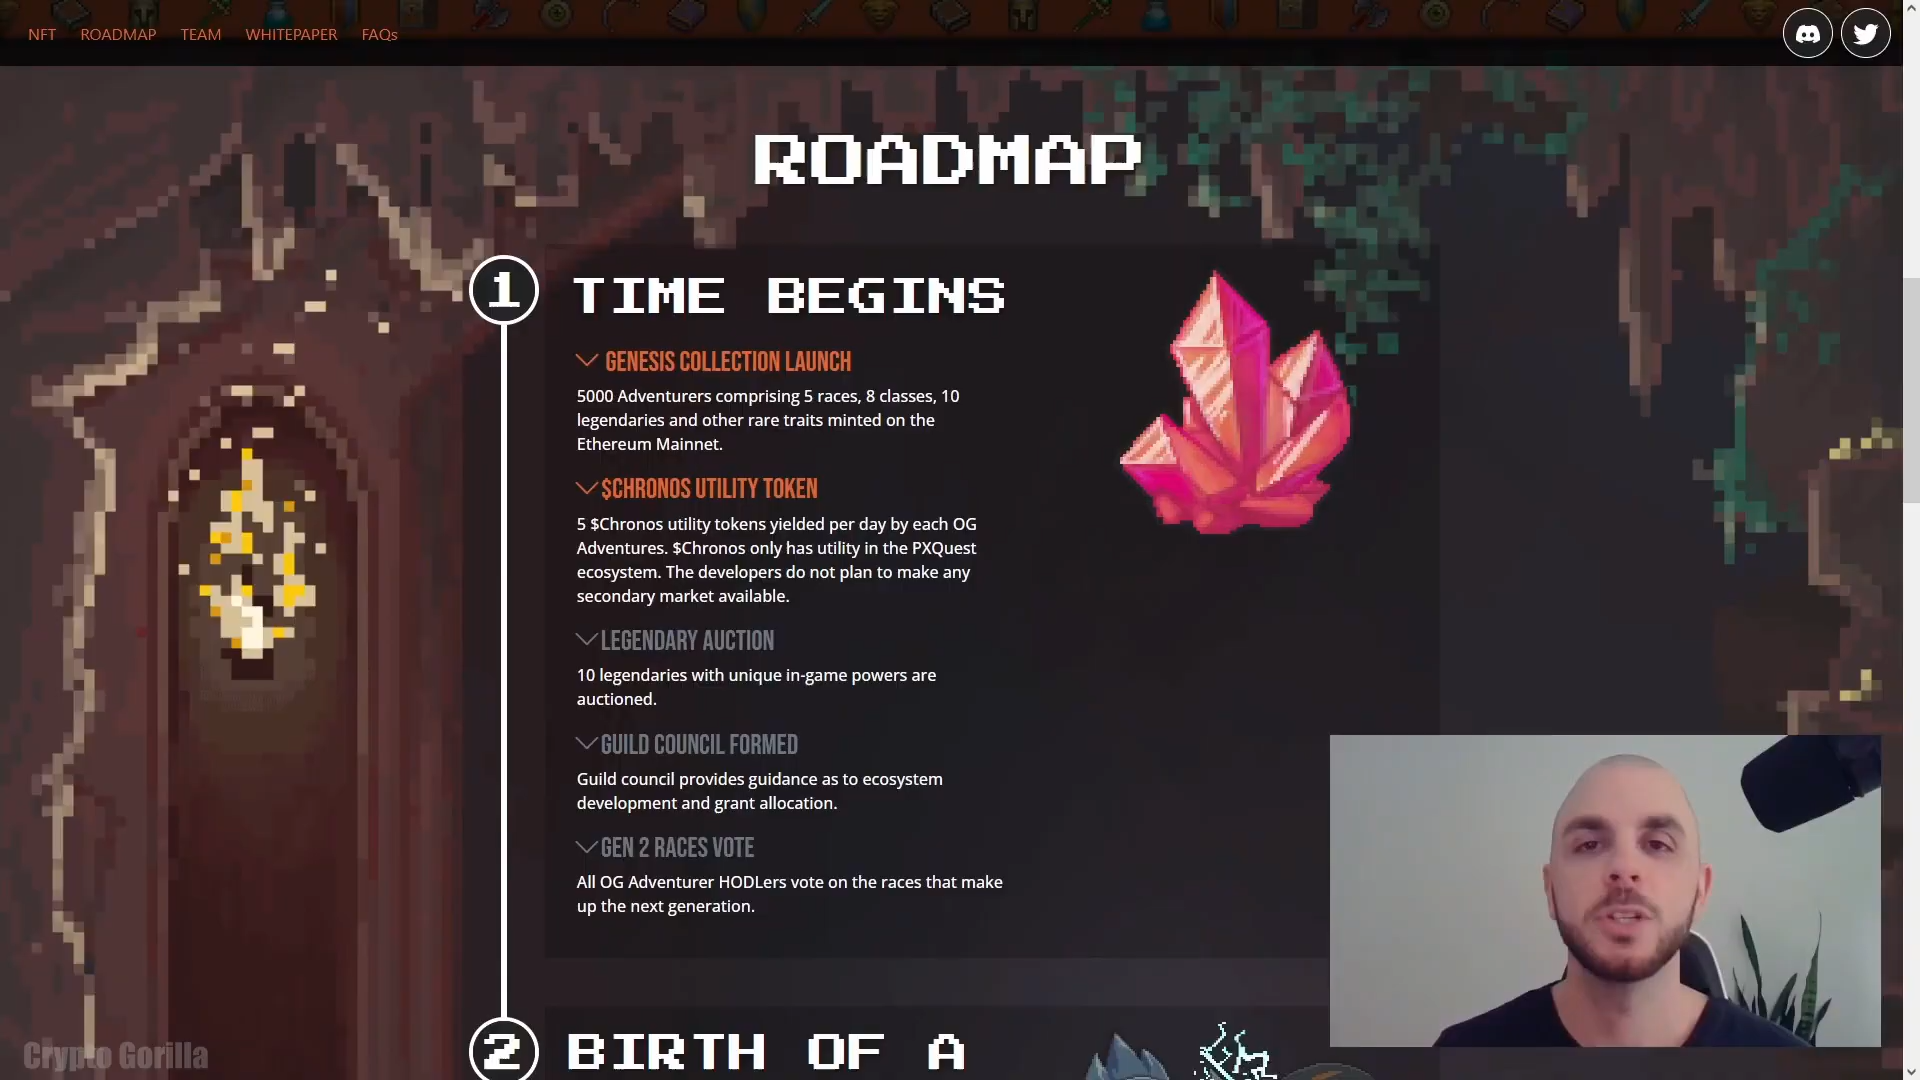 NFT ROADMAP TEAM WHITEPAPER FAQs
ROADMAP
1 TIME BEGINS
GENESIS COLLECTION LAUNCH
5000 Adventurers comprising 5 races, 8 classes, 10
legendaries and other rare traits minted on the
Ethereum Mainnet.
$CHRONOS UTILITY TOKEN
5 $Chronos utility tokens yielded per day by each OG
Adventures. $Chronos only has utility in the PXQuest
ecosystem. The developers do not plan to make any
secondary market available.
LEGENDARY AUCTION
10 legendaries with unique in-game powers are
auctioned.
GUILD COUNCIL FORMED
Guild council provides guidance as to ecosystem
development and grant allocation.
GEN 2 RACES VOTE
All OG Adventurer HODLers vote on the races that make
up the next generation.
2 BIRTH OF A
Crypto Gorilla